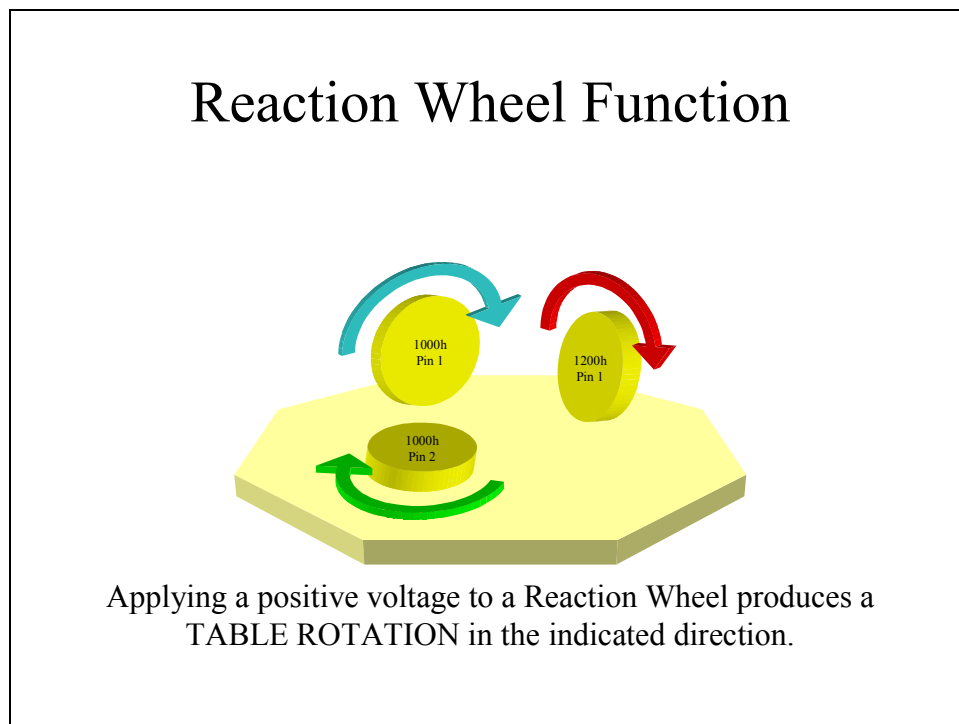 Reaction Wheel Function
1000h
Pin 1
1200h
Pin 1
1000h
Pin 2
Applying a positive voltage to a Reaction Wheel produces a
TABLE ROTATION in the indicated direction.